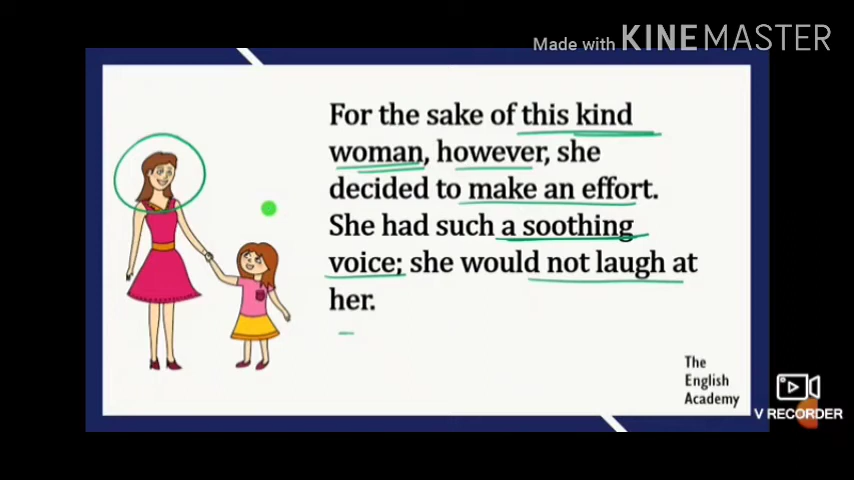 Made with KINEMASTER
For the sake of this kind
woman, however, she
decided to make an effort.
She had such a soothing
voice; she would not laugh at
her.
The
English
Academy
V RECORDER